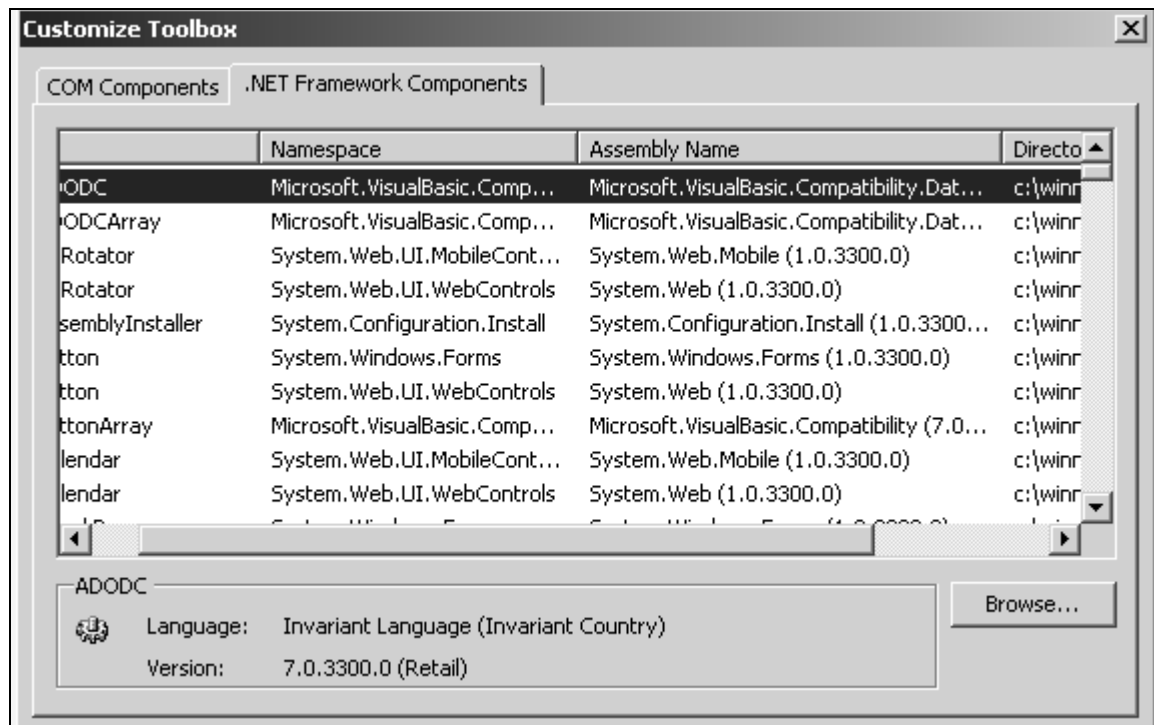 Customize Toolbox
COM Components .NET Framework Components
Namespace Assembly Name Directo
ODC Microsoft.VisualBasic.Comp... Microsoft.VisualBasic.Compatibility.Dat... c:\winn
ODCArray Microsoft.VisualBasic.Comp... Microsoft.VisualBasic.Compatibility.Dat... c:\winn
Rotator System.Web.UI.MobileCont... System.Web.Mobile (1.0.3300.0) c:\winn
Rotator System.Web.UI.WebControls System.Web (1.0.3300.0) c:\winn
semblyInstaller System.Configuration.Install System.Configuration.Install (1.0.3300... c:\winn
tton System.Windows.Forms System.Windows.Forms (1.0.3300.0) c:\winn
tton System.Web.UI.WebControls System.Web (1.0.3300.0) c:\winn
ttonArray Microsoft.VisualBasic.Comp... Microsoft.VisualBasic.Compatibility (7.0... c:\winn
lendar System.Web.UI.MobileCont... System.Web.Mobile (1.0.3300.0) c:\winn
lendar System.Web.UI.WebControls System.Web (1.0.3300.0) c:\winn
ADODC
Browse...
Language: Invariant Language (Invariant Country)
Version: 7.0.3300.0 (Retail)